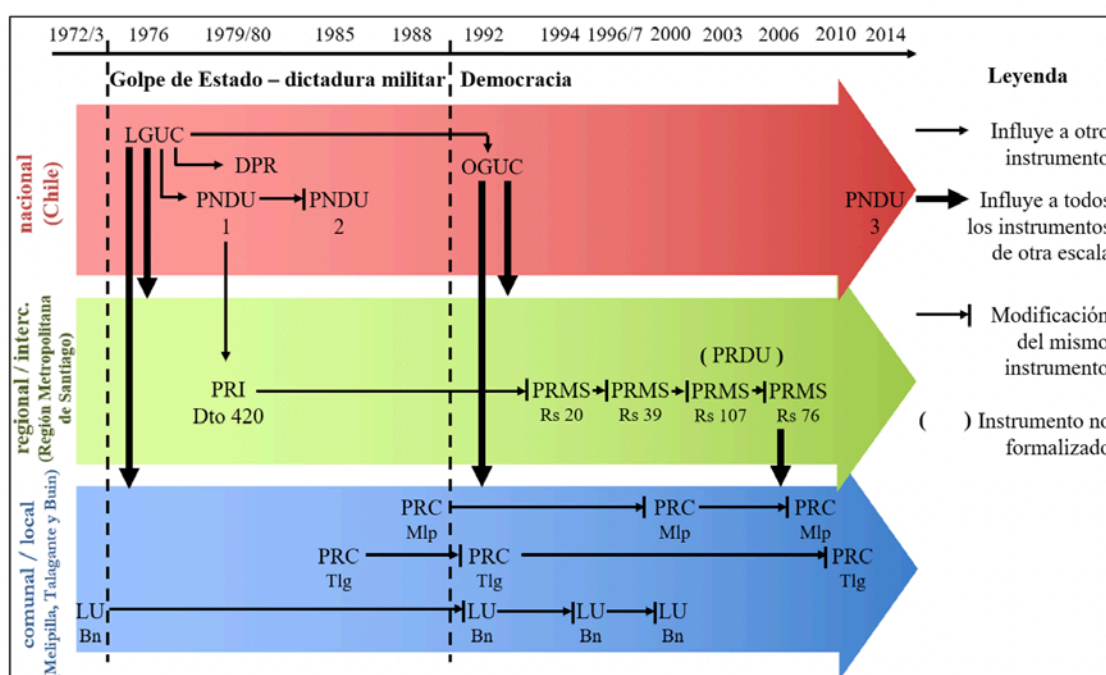 1972/3 1976 1979/80 1985 1988 1992 1994 1996/7 2000 2003 2006 2010 2014
Golpe de Estado – dictadura militar Democracia
Leyenda
nacional
(Chile)
LGUC
DPR
OGUC
PNDU
1
PNDU
2
PNDU
3
Influye a otro
instrumento
Influye a todos
los instrumentos
de otra escala
Modificación
del mismo
instrumento
( ) Instrumento no
formalizado
regional / interc.
(Región Metropolitana
de Santiago)
( PRDU )
PRI
Dto 420
PRMS
Rs 20
PRMS
Rs 39
PRMS
Rs 107
PRMS
Rs 76
comunal / local
Melipilla, Talagante y Buin)
PRC
Mlp
PRC
Mlp
PRC
Mlp
PRC
Tlg
PRC
Tlg
PRC
Tlg
LU
Bn
LU
Bn
LU
Bn
LU
Bn